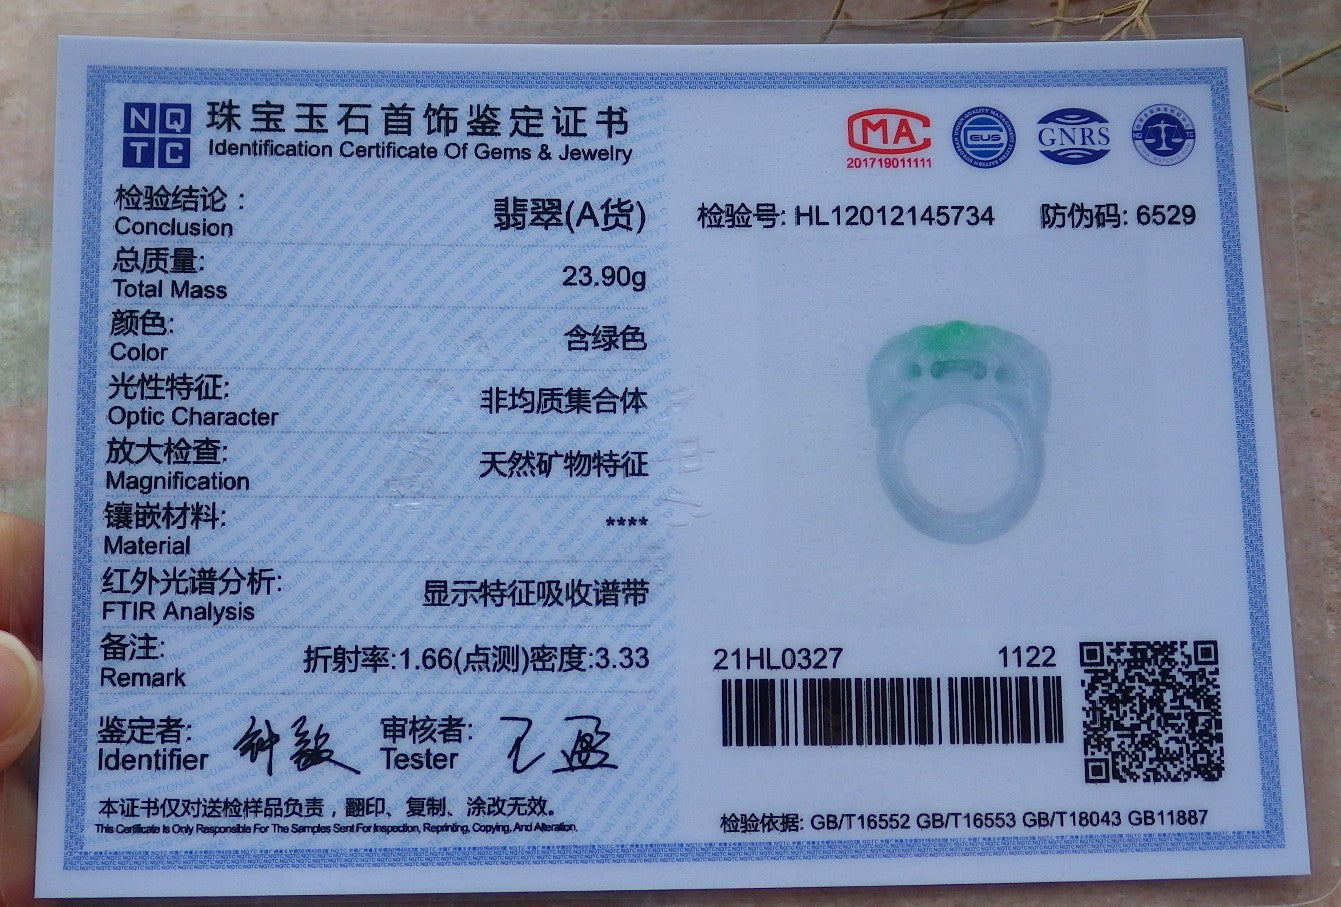 NQ
TC
珠宝玉石首饰鉴定证书
Identification Certificate Of Gems & Jewelry
MA
201719011111
GNRS
检验结论：
Conclusion
翡翠(A货)
检验号: HL12012145734
防伪码: 6529
总质量:
Total Mass
23.90g
颜色:
Color
含绿色
光性特征:
Optic Character
非均质集合体
放大检查:
Magnification
天然矿物特征
镶嵌材料:
Material
****
红外光谱分析:
FTIR Analysis
显示特征吸收谱带
备注:
Remark
折射率:1.66(点测)密度:3.33
21HL0327
1122
鉴定者:
Identifier
审核者:
Tester
本证书仅对送检样品负责，翻印、复制、涂改无效。
This Certificate Is Only Responsible For The Samples Sent For Inspection, Reprinting, Copying, And Alteration.
检验依据: GB/T16552 GB/T16553 GB/T18043 GB11887